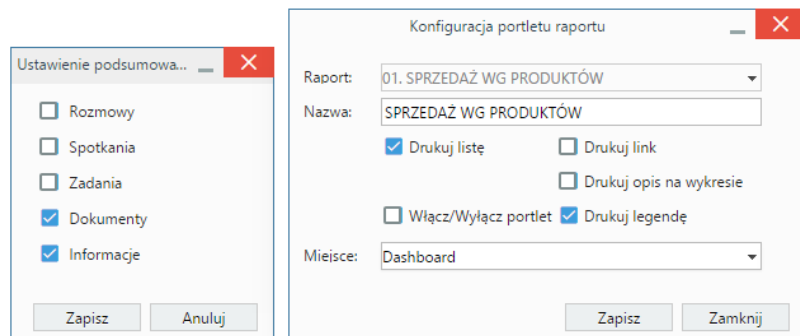 Ustawienie podsumowa...
Rozmowy
Spotkania
Zadania
Dokumenty
Informacje
Zapisz Anuluj
Konfiguracja portletu raportu
Raport: 01. SPRZEDAŻ WG PRODUKTÓW
Nazwa: SPRZEDAŻ WG PRODUKTÓW
Drukuj listę Drukuj link
Drukuj opis na wykresie
Włącz/Wyłącz portlet Drukuj legendę
Miejsce: Dashboard
Zapisz Zamknij